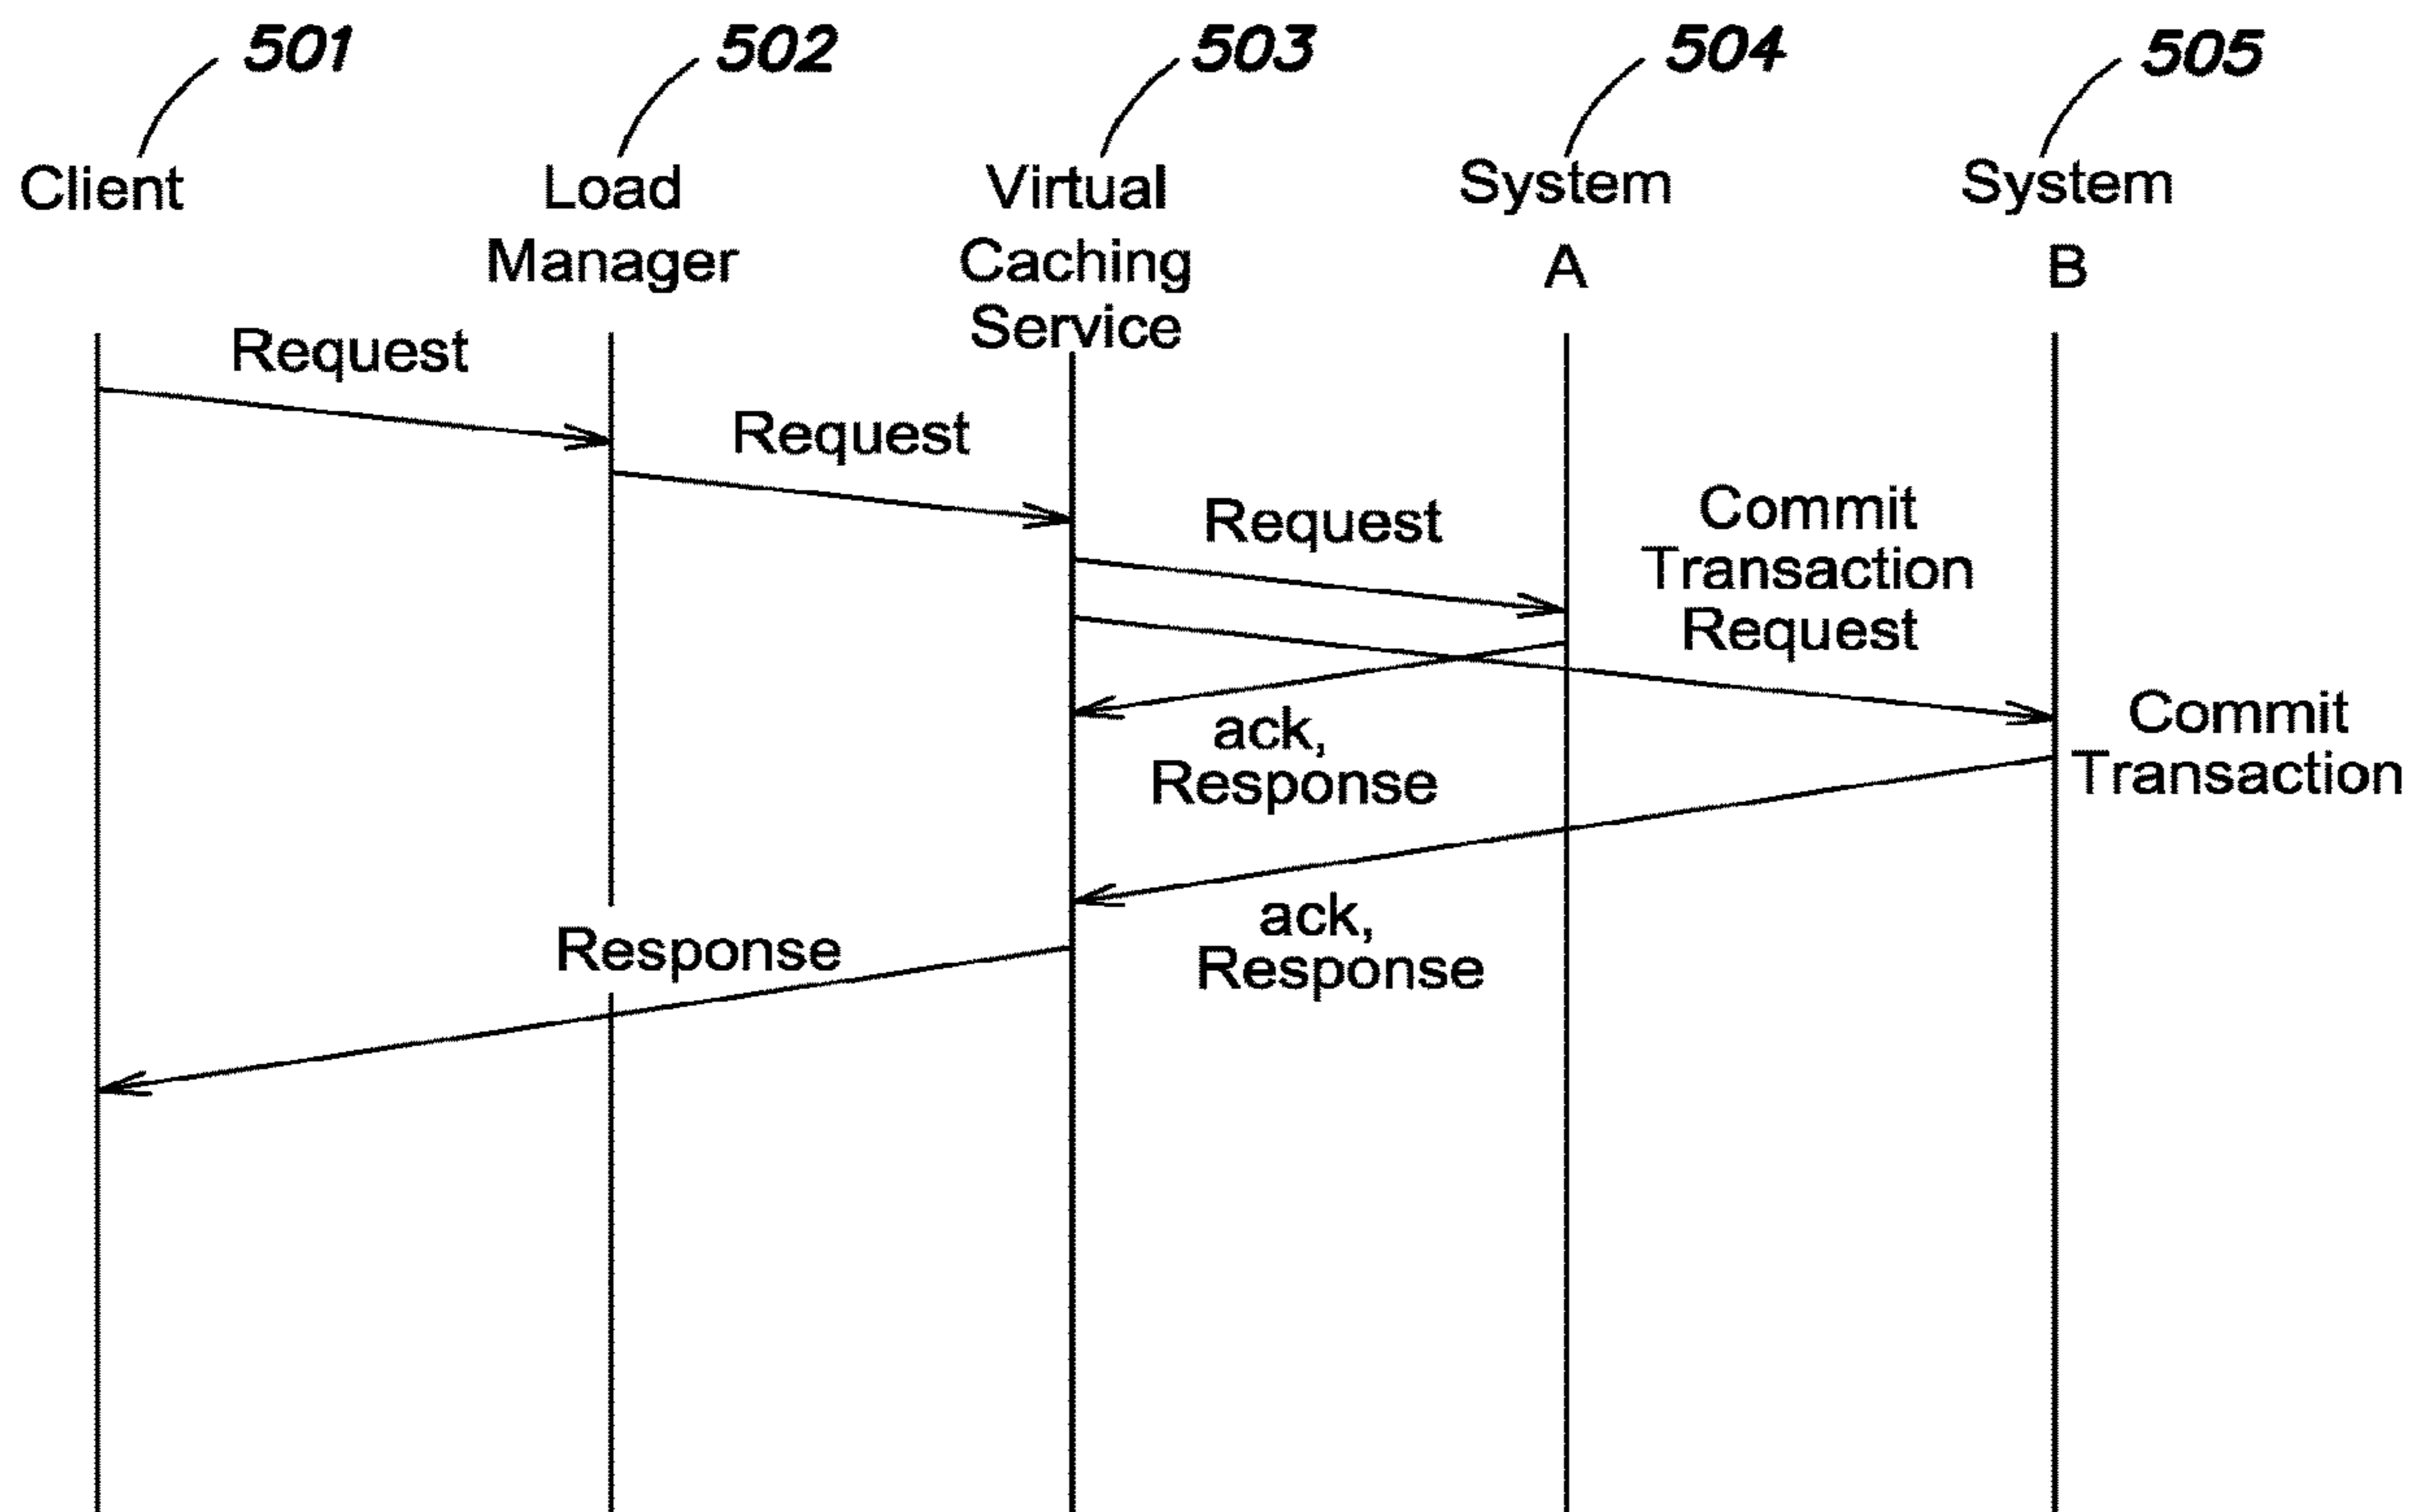 501
502
503
504
505
Client
Load
Manager
Virtual
Caching
Service
System
A
System
B
Request
Request
Request
Commit
Transaction
Request
ack,
Response
Commit
Transaction
ack,
Response
Response